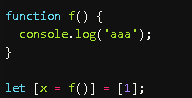 function f() {
  console.log('aaa');
}

let [x = f()] = [1];